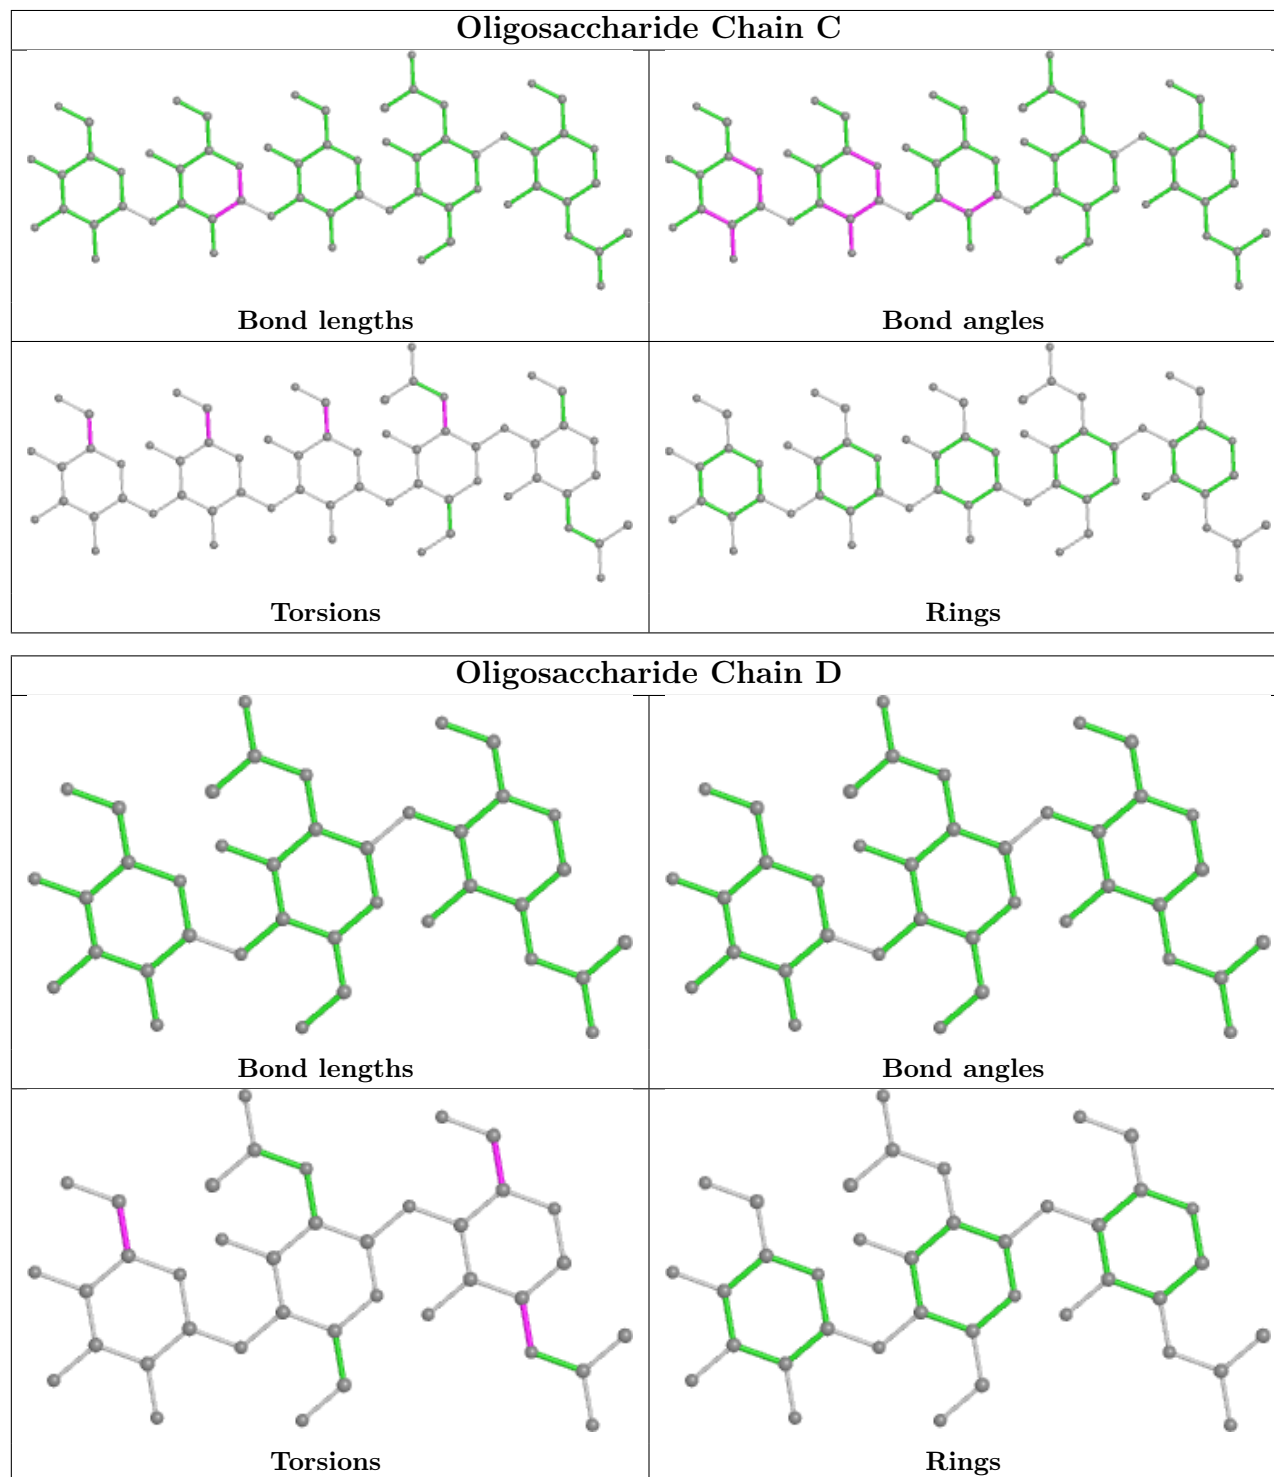 Oligosaccharide Chain C
Bond lengths
Bond angles
Torsions
Rings
Oligosaccharide Chain D
Bond lengths
Bond angles
Torsions
Rings